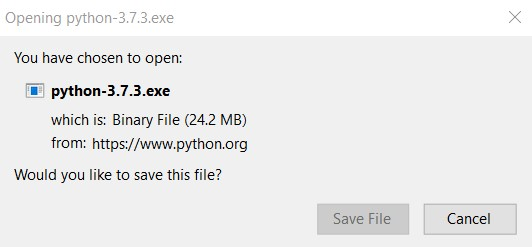 Opening python-3.7.3.exe
You have chosen to open:
python-3.7.3.exe
which is: Binary File (24.2 MB)
from: https://www.python.org
Would you like to save this file?
Save File
Cancel